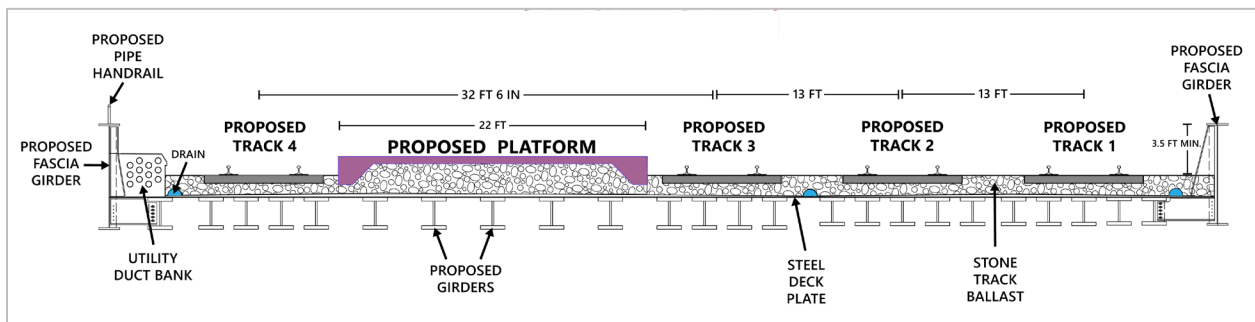 PROPOSED
PIPE
HANDRAIL
PROPOSED
FASCIA
GIRDER
32 FT 6 IN
13 FT
13 FT
22 FT
PROPOSED
TRACK 4
PROPOSED PLATFORM
PROPOSED
TRACK 3
PROPOSED
TRACK 2
PROPOSED
TRACK 1
3.5 FT MIN.
PROPOSED
FASCIA
GIRDER
DRAIN
UTILITY
DUCT BANK
PROPOSED
GIRDERS
STEEL
DECK
PLATE
STONE
TRACK
BALLAST